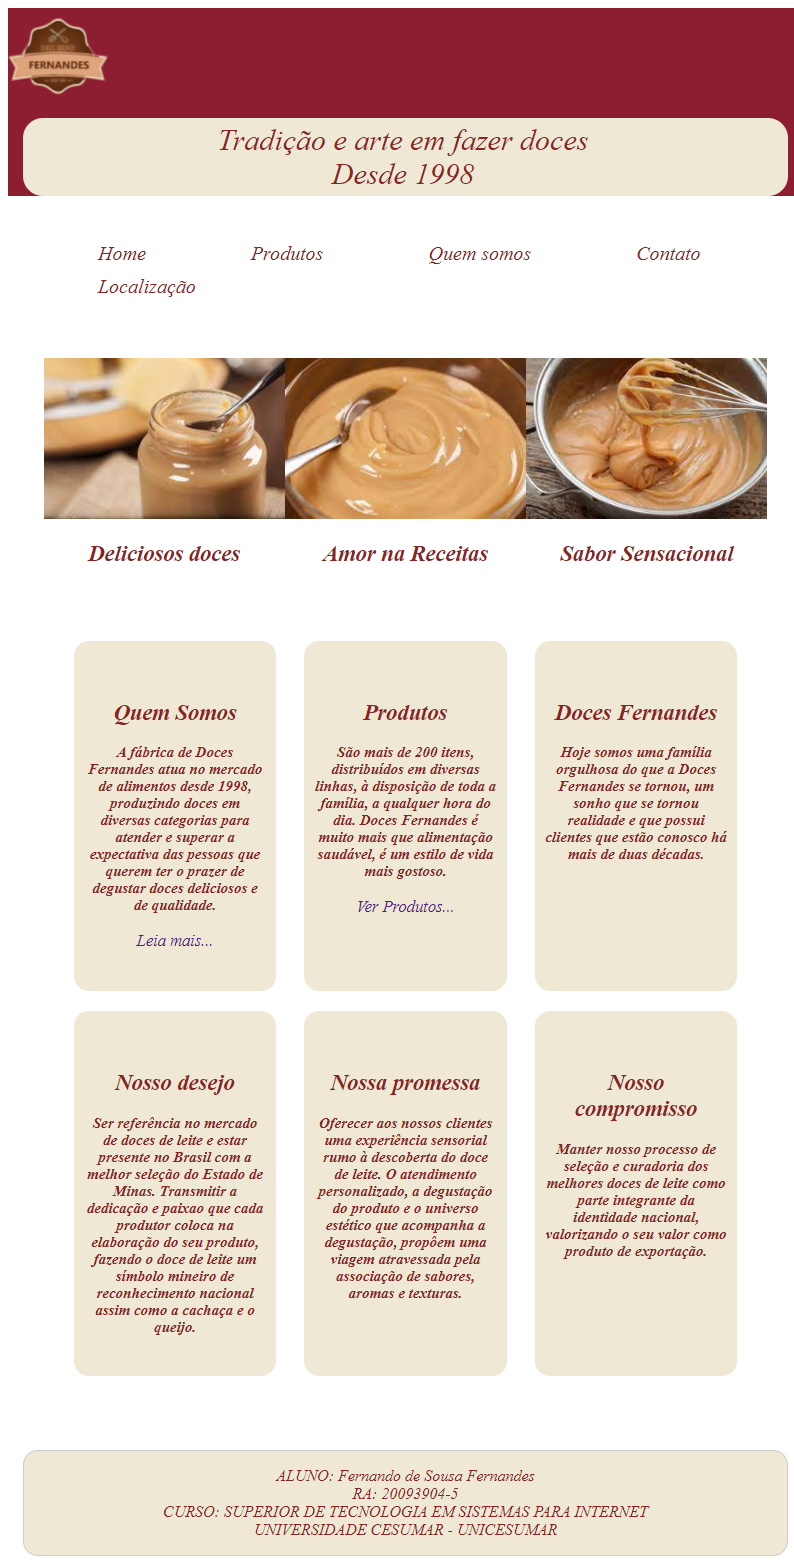 FERNANDES
Tradição e arte em fazer doces
Desde 1998
Home Produtos Quem somos Contato
Localização
Deliciosos doces Amor na Receitas Sabor Sensacional
Quem Somos
A fábrica de Doces
Fernandes atua no mercado
de alimentos desde 1998,
produzindo doces em
diversas categorias para
atender e superar a
expectativa das pessoas que
querem ter o prazer de
degustar doces deliciosos e
de qualidade.
Leia mais...
Produtos
São mais de 200 itens,
distribuídos em diversas
linhas, à disposição de toda a
família, a qualquer hora do
dia. Doces Fernandes é
muito mais que alimentação
saudável, é um estilo de vida
mais gostoso.
Ver Produtos...
Doces Fernandes
Hoje somos uma família
orgulhosa do que a Doces
Fernandes se tornou, um
sonho que se tornou
realidade e que possui
clientes que estão conosco há
mais de duas décadas.
Nosso desejo
Ser referência no mercado
de doces de leite e estar
presente no Brasil com a
melhor seleção do Estado de
Minas. Transmitir a
dedicação e paixao que cada
produtor coloca na
elaboração do seu produto,
fazendo o doce de leite um
símbolo mineiro de
reconhecimento nacional
assim como a cachaça e o
queijo.
Nossa promessa
Oferecer aos nossos clientes
uma experiência sensorial
rumo à descoberta do doce
de leite. O atendimento
personalizado, a degustação
do produto e o universo
estético que acompanha a
degustação, propõem uma
viagem atravessada pela
associação de sabores,
aromas e texturas.
Nosso
compromisso
Manter nosso processo de
seleção e curadoria dos
melhores doces de leite como
parte integrante da
identidade nacional,
valorizando o seu valor como
produto de exportação.
ALUNO: Fernando de Sousa Fernandes
RA: 20093904-5
CURSO: SUPERIOR DE TECNOLOGIA EM SISTEMAS PARA INTERNET
UNIVERSIDADE CESUMAR - UNICESUMAR